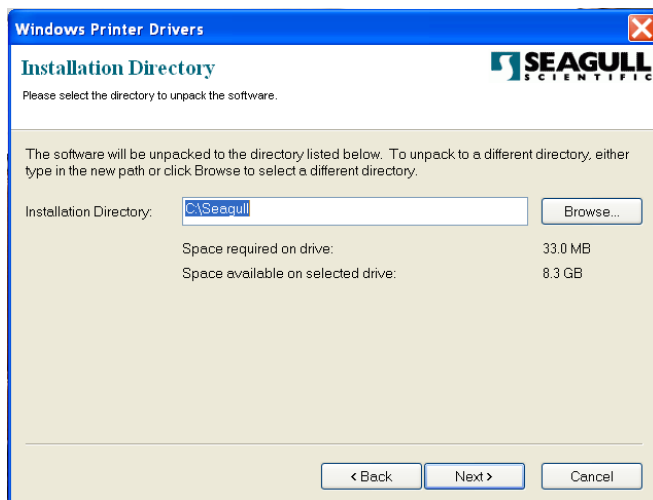 Windows Printer Drivers
Installation Directory
SEAGULL
SCIENTIFIC
Please select the directory to unpack the software.
The software will be unpacked to the directory listed below. To unpack to a different directory, either
type in the new path or click Browse to select a different directory.
Installation Directory: C:\Seagull Browse...
Space required on drive: 33.0 MB
Space available on selected drive: 8.3 GB
< Back Next > Cancel